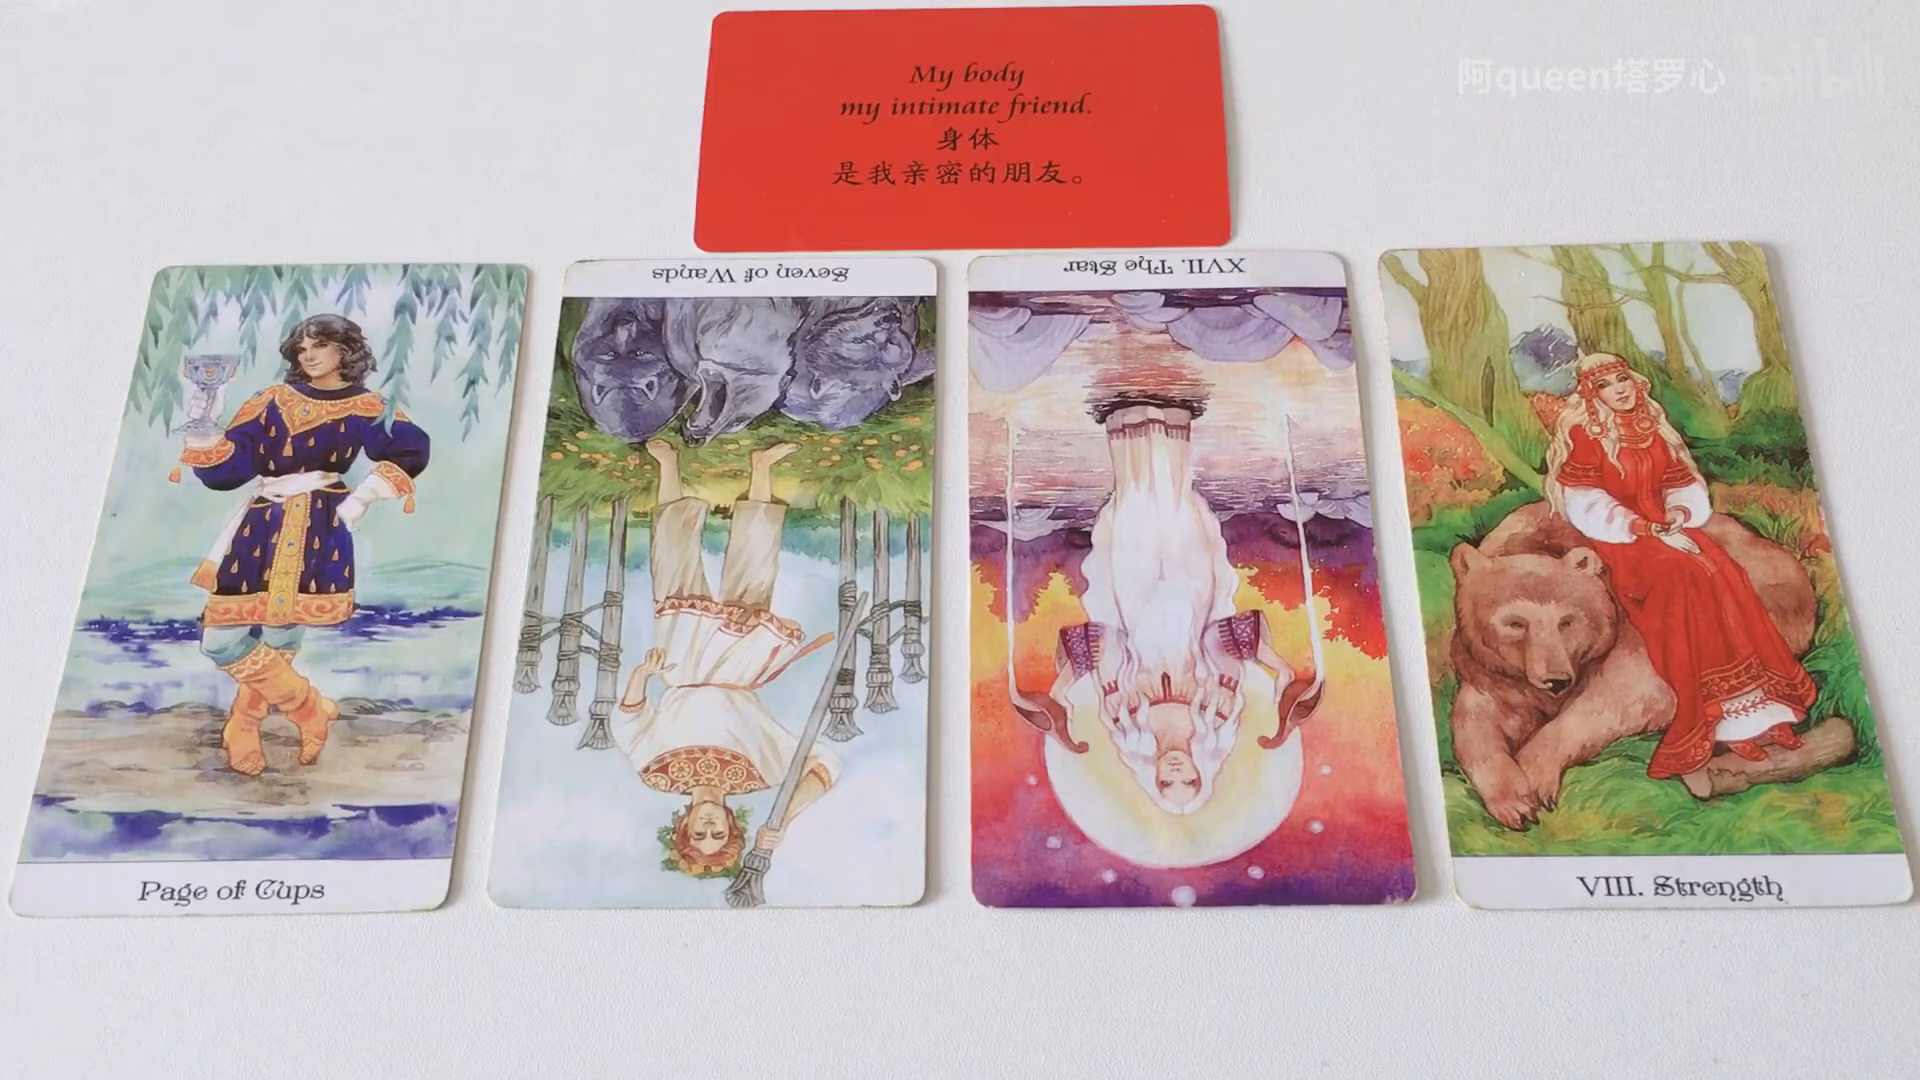 My body
my intimate friend.
身体
是我亲密的朋友。
阿queen塔罗心
bilibili
Seven of Wands
XVII. The Star
Page of Cups
VIII. Strength